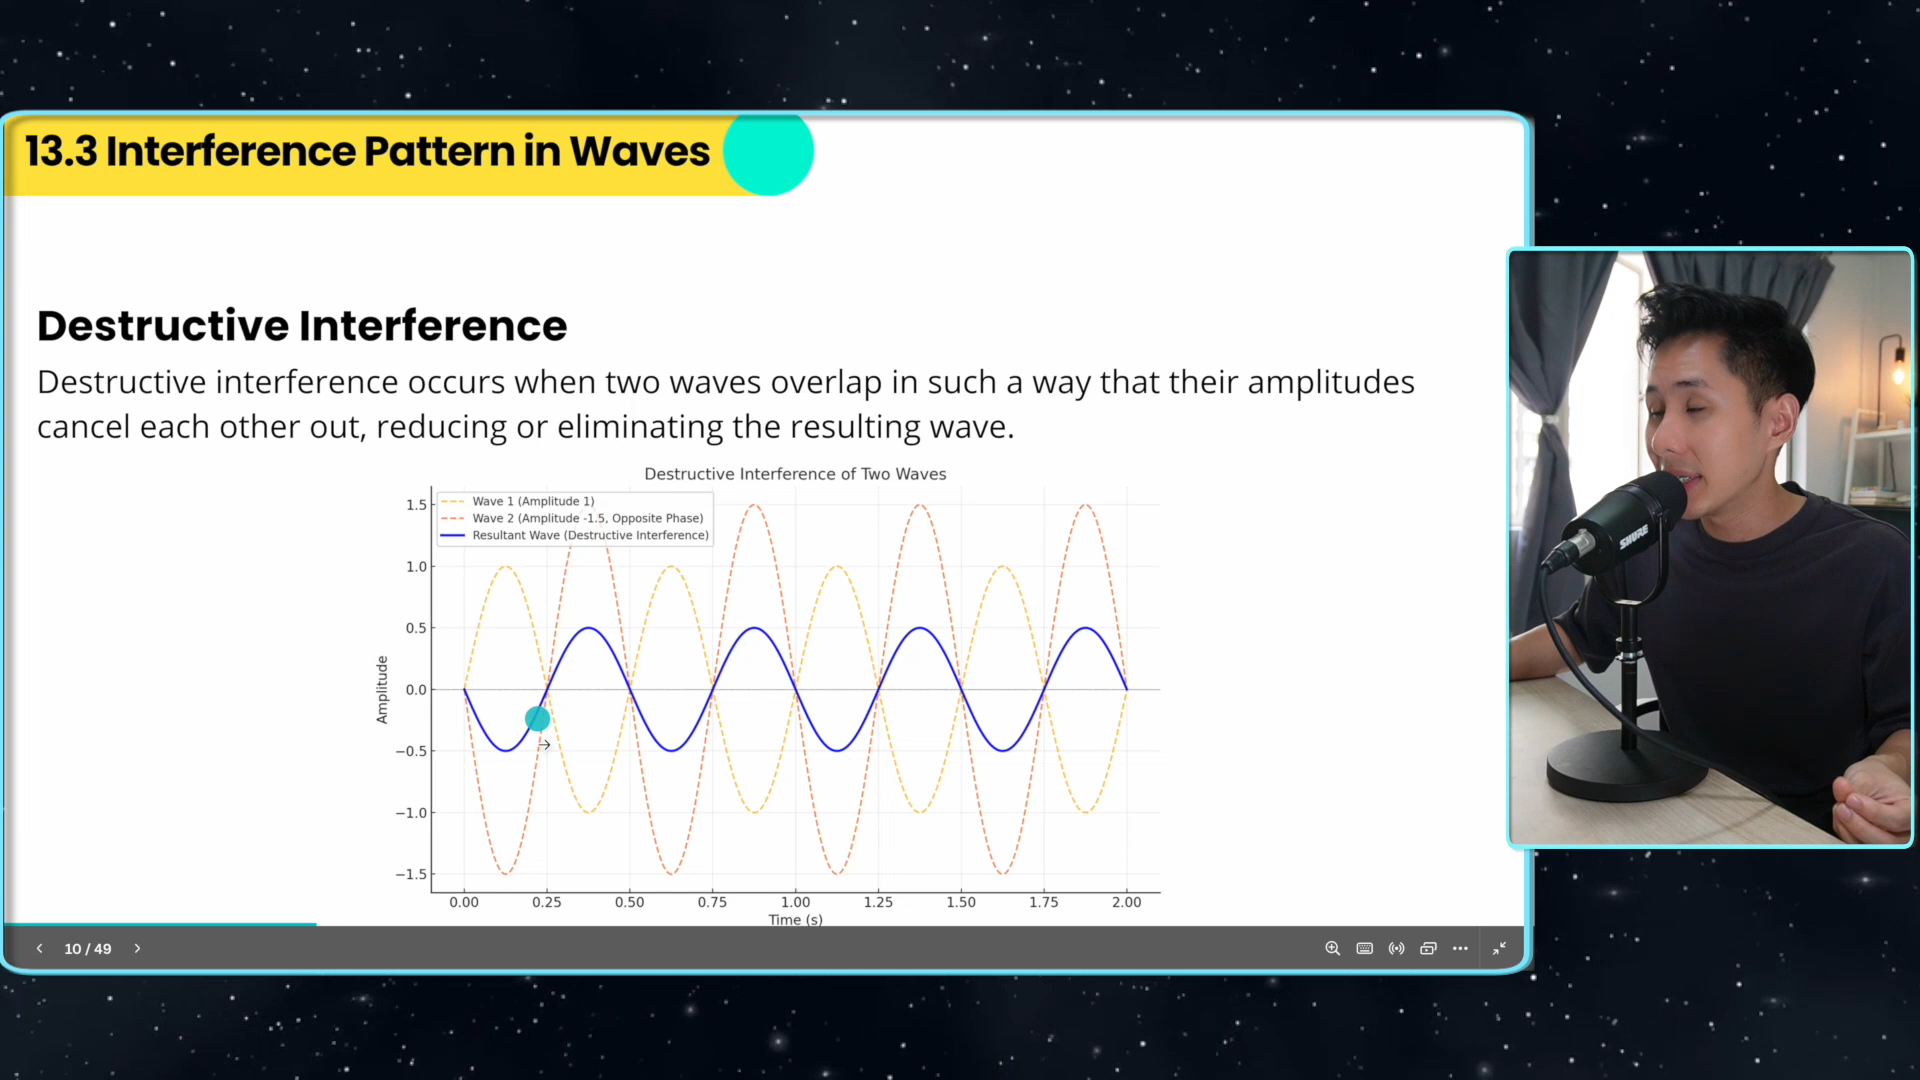 13.3 Interference Pattern in Waves
Destructive Interference
Destructive interference occurs when two waves overlap in such a way that their amplitudes
cancel each other out, reducing or eliminating the resulting wave.
Destructive Interference of Two Waves
Wave 1 (Amplitude 1)
Wave 2 (Amplitude -1.5, Opposite Phase)
Resultant Wave (Destructive Interference)
1.5
1.0
0.5
0.0
−0.5
−1.0
−1.5
Amplitude
0.00 0.25 0.50 0.75 1.00 1.25 1.50 1.75 2.00
Time (s)
10 / 49
SHURE